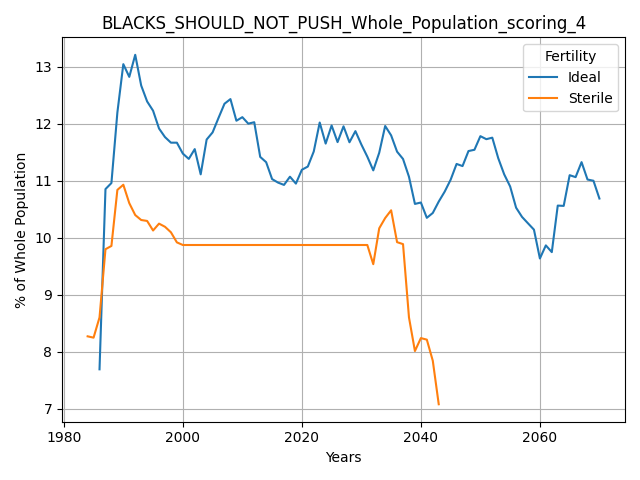 BLACKS_SHOULD_NOT_PUSH_Whole_Population_scoring_4
Fertility
Ideal
Sterile
% of Whole Population
13
12
11
10
9
8
7
1980
2000
2020
2040
2060
Years